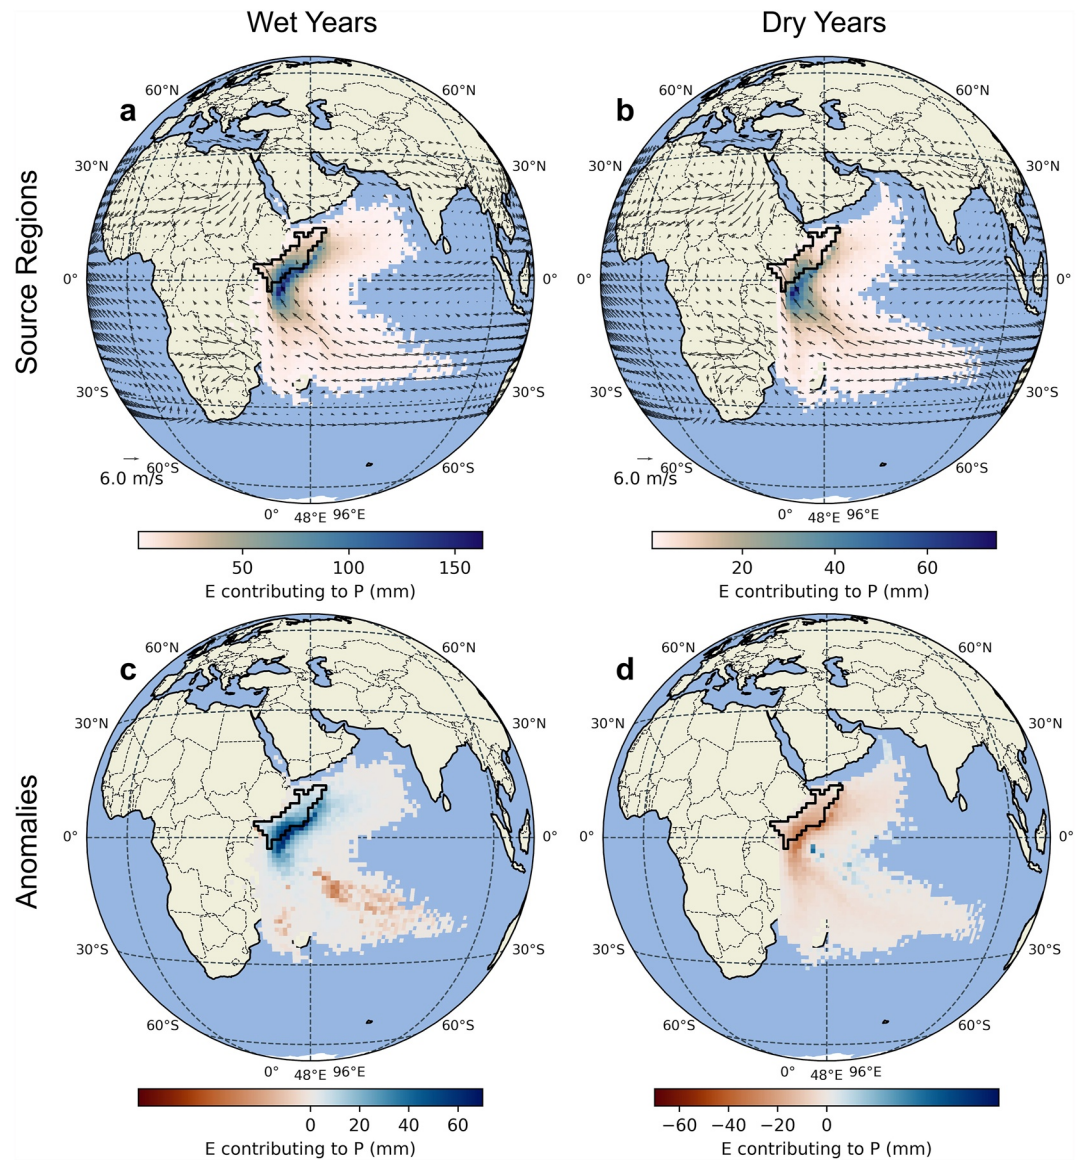 Wet Years
Dry Years
Source Regions
a
60°N
60°N
30°N
30°N
0°
0°
30°S
30°S
60°S
60°S
6.0 m/s
0°
48°E
96°E
50
100
150
E contributing to P (mm)
b
60°N
60°N
30°N
30°N
0°
0°
30°S
30°S
60°S
60°S
6.0 m/s
0°
48°E
96°E
20
40
60
E contributing to P (mm)
Anomalies
c
60°N
60°N
30°N
30°N
0°
0°
30°S
30°S
60°S
60°S
0°
48°E
96°E
0
20
40
60
E contributing to P (mm)
d
60°N
60°N
30°N
30°N
0°
0°
30°S
30°S
60°S
60°S
0°
48°E
96°E
−60
−40
−20
0
E contributing to P (mm)